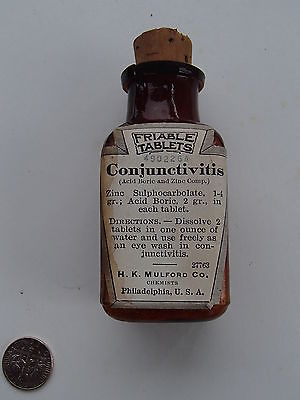 FRIABLE
TABLETS
Conjunctivitis
(Acid Boric and Zinc Comp.)
Zinc Sulphocarbolate, 1-4
gr.; Acid Boric, 2 gr., in
each tablet.
DIRECTIONS.—Dissolve 2
tablets in one ounce of
water and use freely as
an eye wash in con-
junctivitis.
27763
H. K. MULFORD CO.
CHEMISTS
Philadelphia, U. S. A.